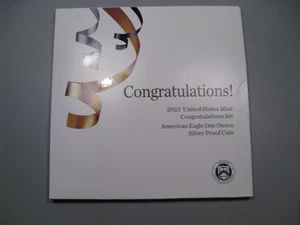 Congratulations!
2023 United States Mint
Congratulations Set
American Eagle One Ounce
Silver Proof Coin